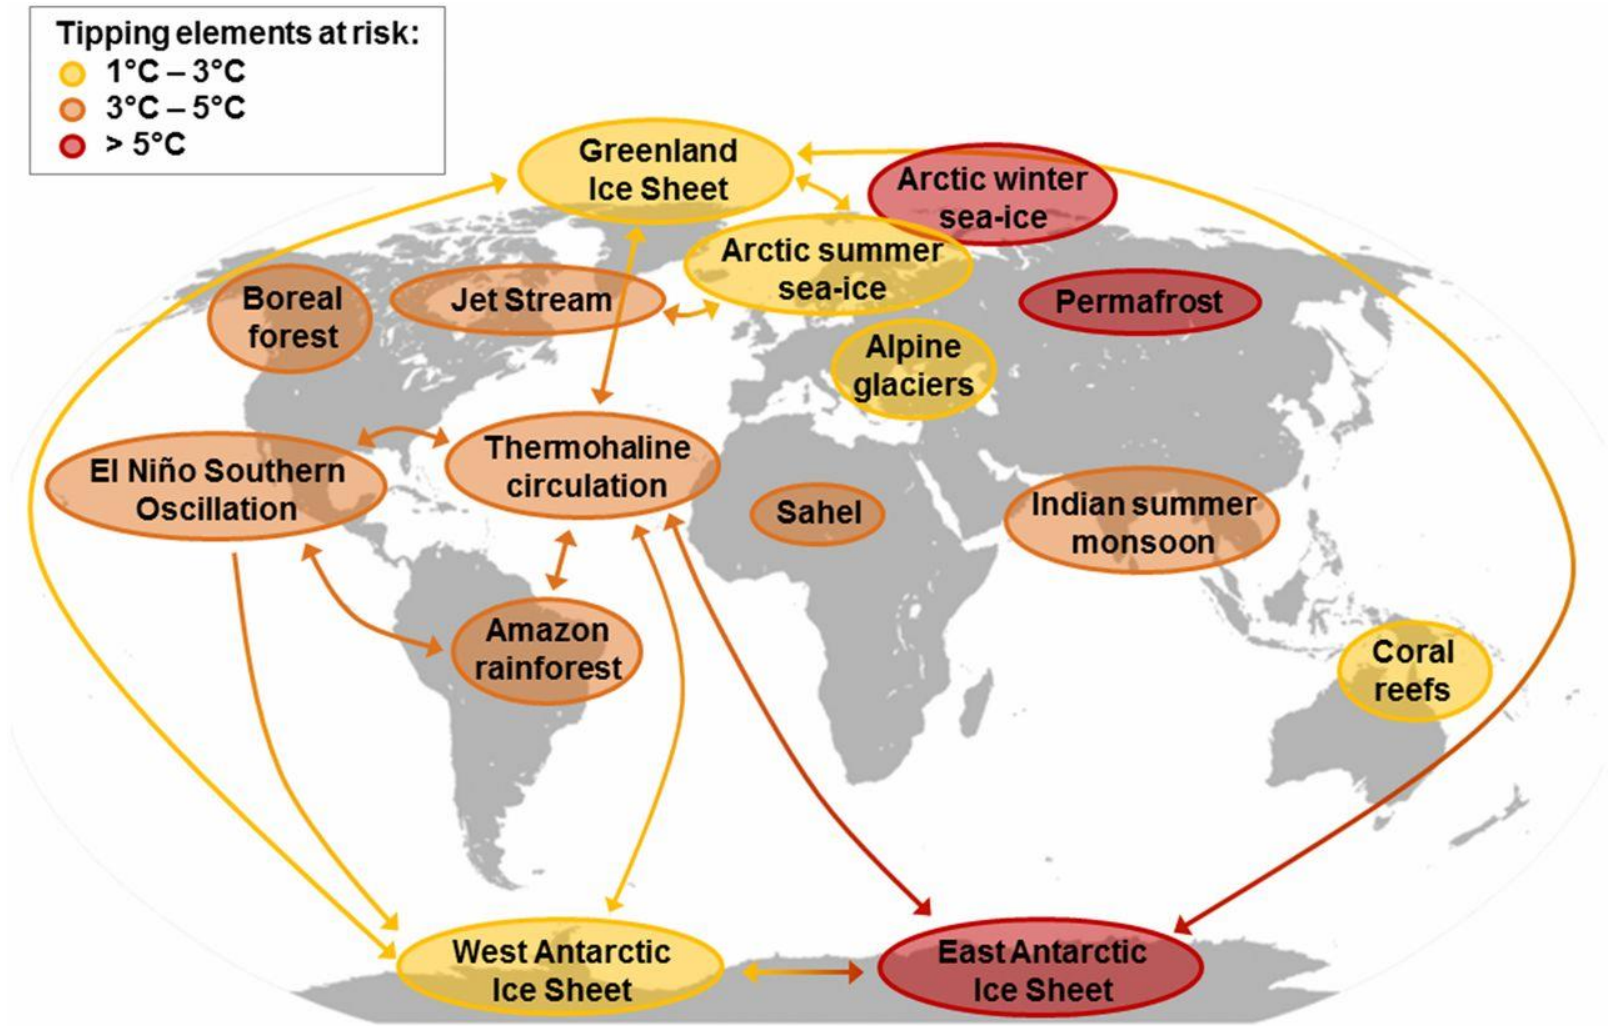 Tipping elements at risk:
1°C – 3°C
3°C – 5°C
> 5°C
Greenland
Ice Sheet
Arctic winter
sea-ice
Arctic summer
sea-ice
Boreal
forest
Jet Stream
Permafrost
Alpine
glaciers
El Niño Southern
Oscillation
Thermohaline
circulation
Sahel
Indian summer
monsoon
Amazon
rainforest
Coral
reefs
West Antarctic
Ice Sheet
East Antarctic
Ice Sheet